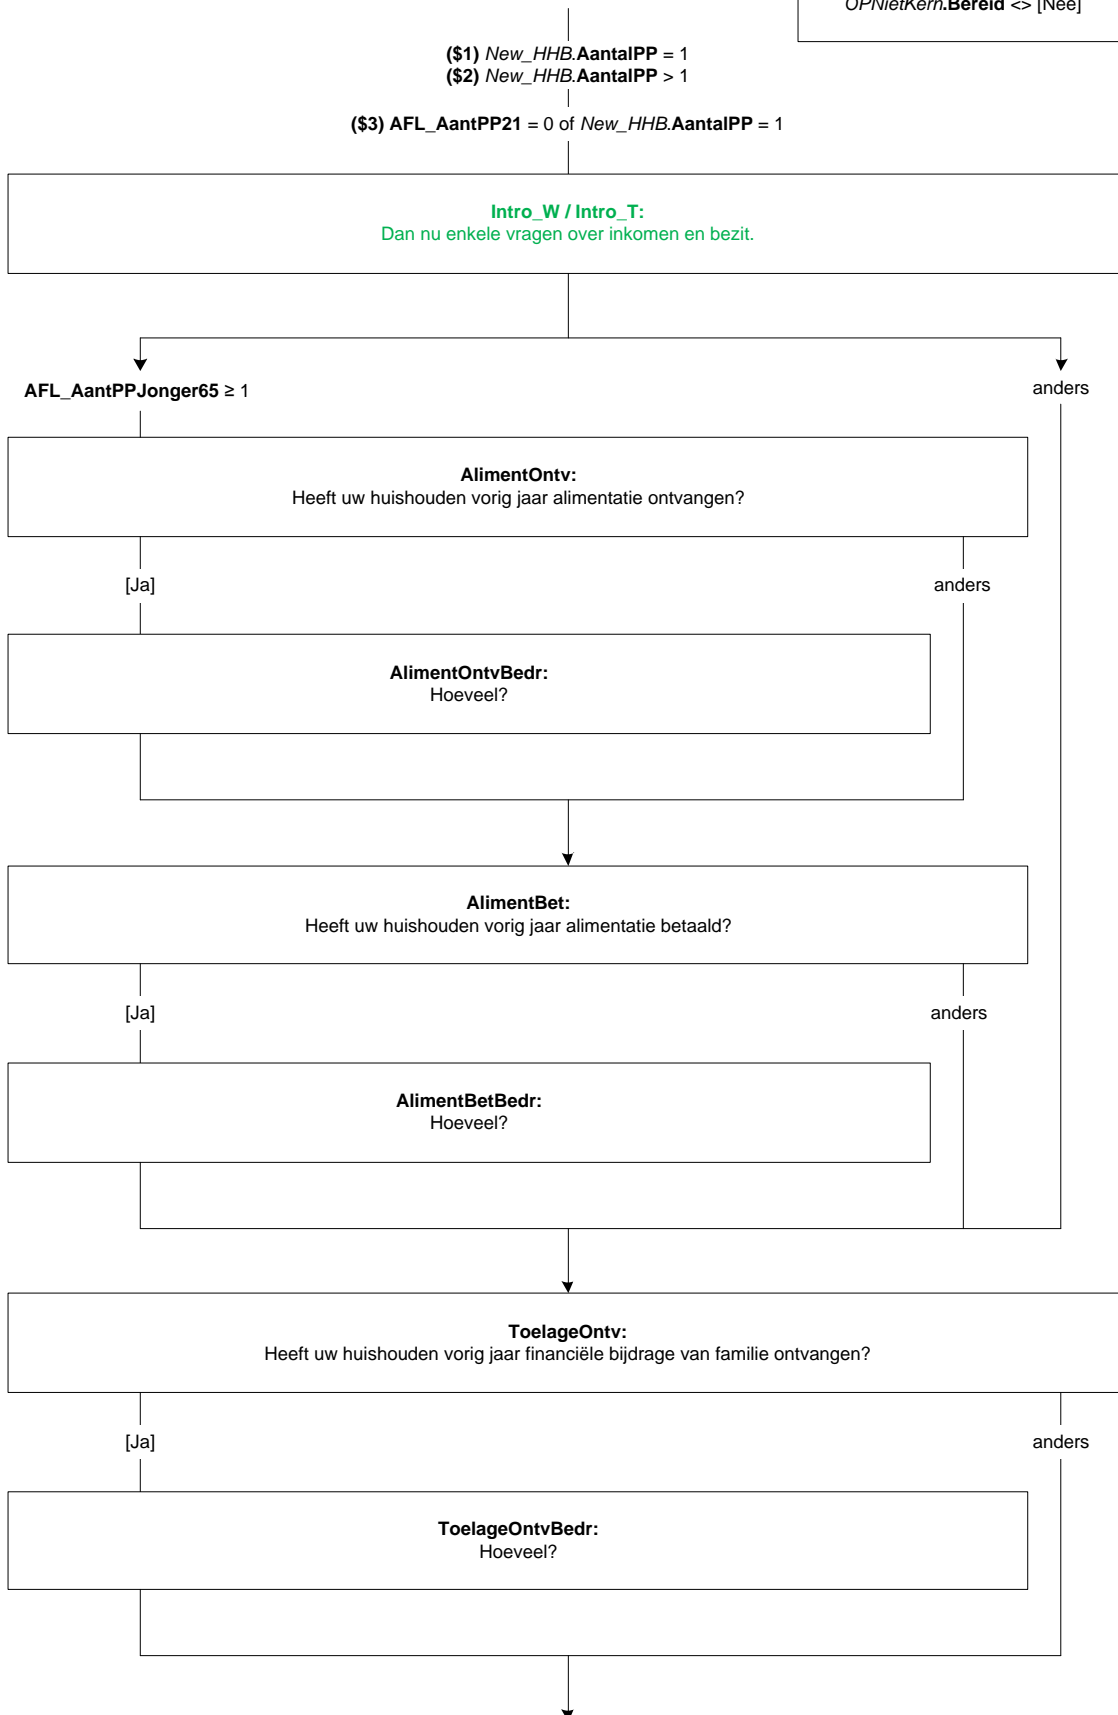 OPNietKern.Bereid <> [Nee]
($1) New_HHB.AantalPP = 1
($2) New_HHB.AantalPP > 1
($3) AFL_AantPP21 = 0 of New_HHB.AantalPP = 1
Intro_W / Intro_T:
Dan nu enkele vragen over inkomen en bezit.
AFL_AantPPJonger65 ≥ 1
anders
AlimentOntv:
Heeft uw huishouden vorig jaar alimentatie ontvangen?
[Ja]
anders
AlimentOntvBedr:
Hoeveel?
AlimentBet:
Heeft uw huishouden vorig jaar alimentatie betaald?
[Ja]
anders
AlimentBetBedr:
Hoeveel?
ToelageOntv:
Heeft uw huishouden vorig jaar financiële bijdrage van familie ontvangen?
[Ja]
anders
ToelageOntvBedr:
Hoeveel?